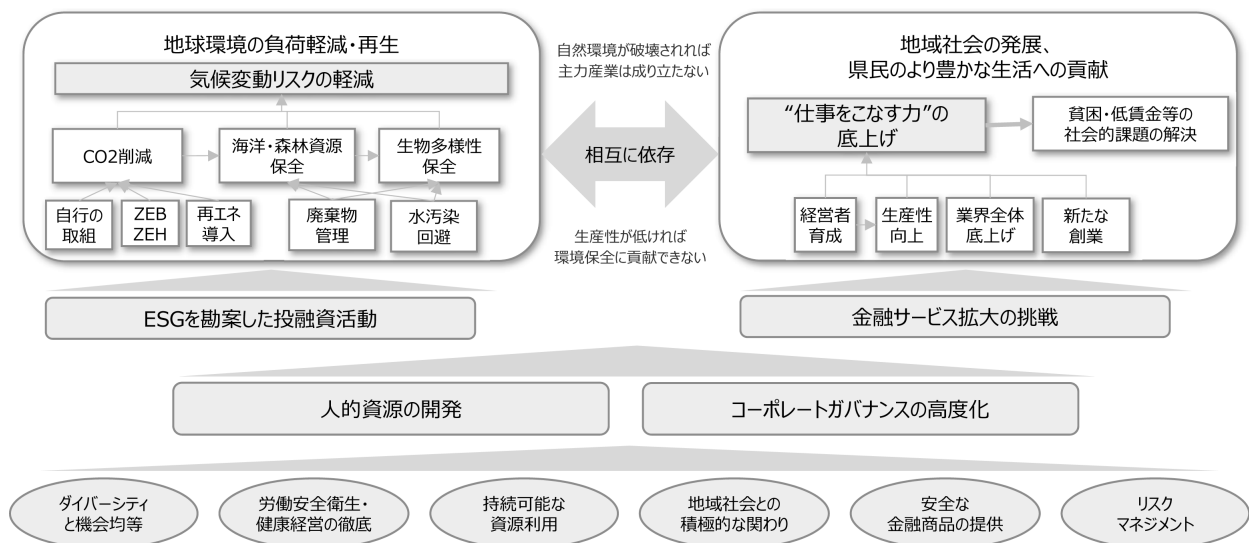 地球環境の負荷軽減・再生
気候変動リスクの軽減
CO2削減
海洋・森林資源
保全
生物多様性
保全
自行の
取組
ZEB
ZEH
再エネ
導入
廃棄物
管理
水汚染
回避
自然環境が破壊されれば
主力産業は成り立たない
相互に依存
生産性が低ければ
環境保全に貢献できない
地域社会の発展、
県民のより豊かな生活への貢献
“仕事をこなす力”の
底上げ
貧困・低賃金等の
社会的課題の解決
経営者
育成
生産性
向上
業界全体
底上げ
新たな
創業
ESGを勘案した投融資活動
金融サービス拡大の挑戦
人的資源の開発
コーポレートガバナンスの高度化
ダイバーシティ
と機会均等
労働安全衛生・
健康経営の徹底
持続可能な
資源利用
地域社会との
積極的な関わり
安全な
金融商品の提供
リスク
マネジメント